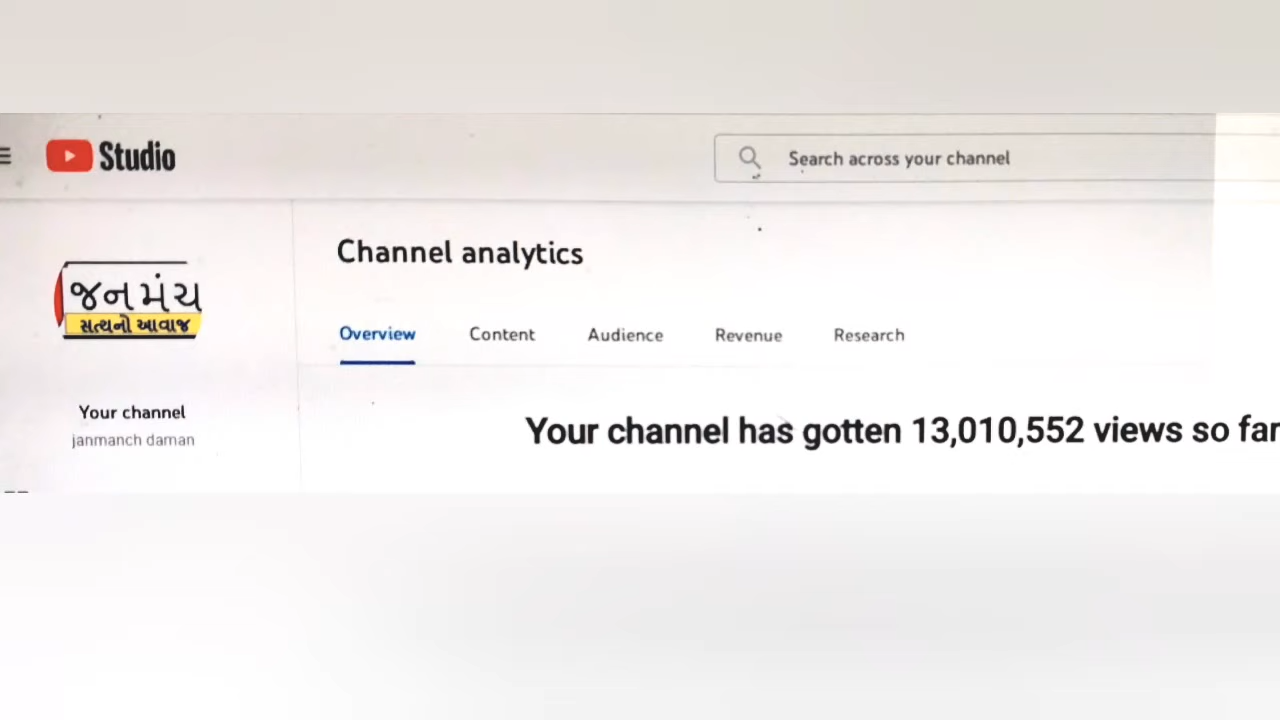 Studio
Search across your channel
જનમંચ
સત્યનો આવાજ
Channel analytics
Overview Content Audience Revenue Research
Your channel
janmanch daman
Your channel has gotten 13,010,552 views so far